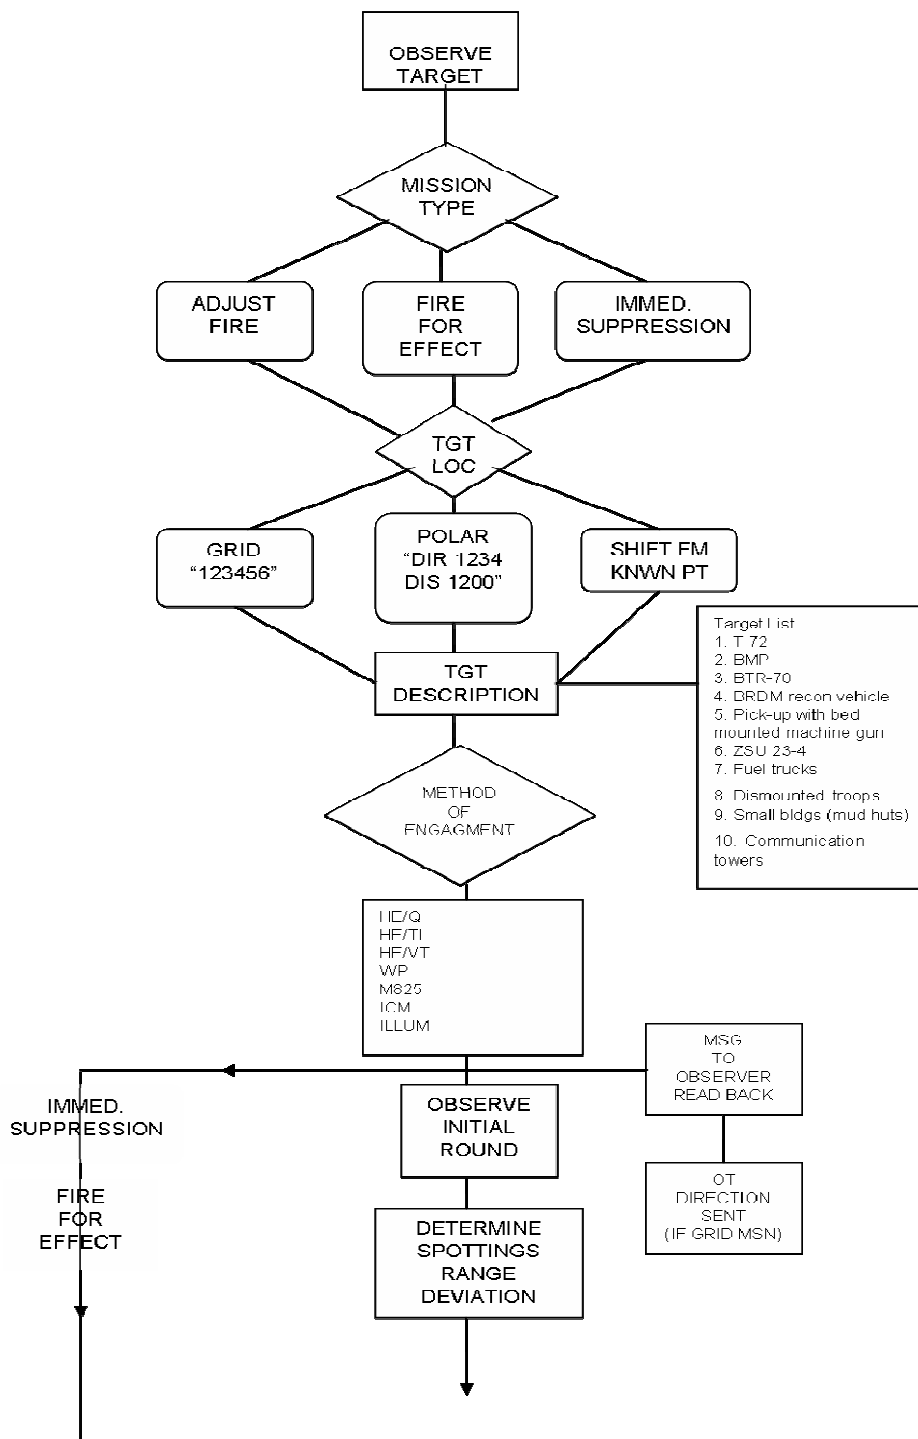 OBSERVE
TARGET
MISSION
TYPE
ADJUST
FIRE
FIRE
FOR
EFFECT
IMMED.
SUPPRESSION
TGT
LOC
GRID
“123456”
POLAR
“DIR 1234
DIS 1200”
SHIFT FM
KNWN PT
TGT
DESCRIPTION
Target List
1. T 72
2. BMP
3. BTR-70
4. BRDM recon vehicle
5. Pick-up with bed
mounted machine gun
6. ZSU 23-4
7. Fuel trucks
8. Dismounted troops
9. Small bldgs (mud huts)
10. Communication
towers
METHOD
OF
ENGAGMENT
HE/Q
HE/TI
HE/VT
WP
M825
ICM
ILLUM
MSG
TO
OBSERVER
READ BACK
IMMED.
SUPPRESSION
OBSERVE
INITIAL
ROUND
OT
DIRECTION
SENT
(IF GRID MSN)
FIRE
FOR
EFFECT
DETERMINE
SPOTTINGS
RANGE
DEVIATION